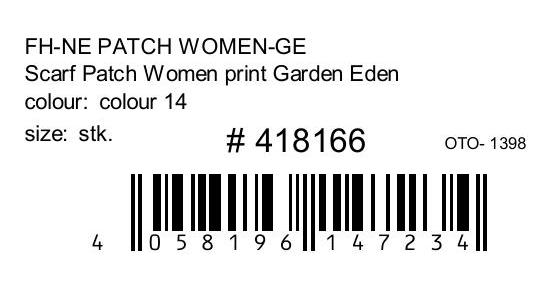 FH-NE PATCH WOMEN-GE
Scarf Patch Women print Garden Eden
colour: colour 14
size: stk.
# 418166
OTO- 1398
4 058196 147234